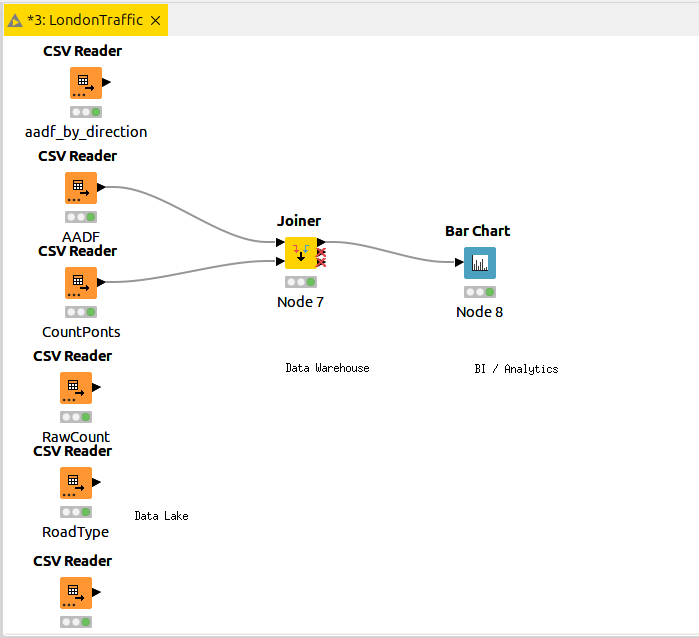 *3: LondonTraffic
CSV Reader
aadf_by_direction
CSV Reader
AADF
CSV Reader
CountPonts
Joiner
Node 7
Bar Chart
Node 8
CSV Reader
RawCount
Data Warehouse
BI / Analytics
CSV Reader
RoadType
Data Lake
CSV Reader